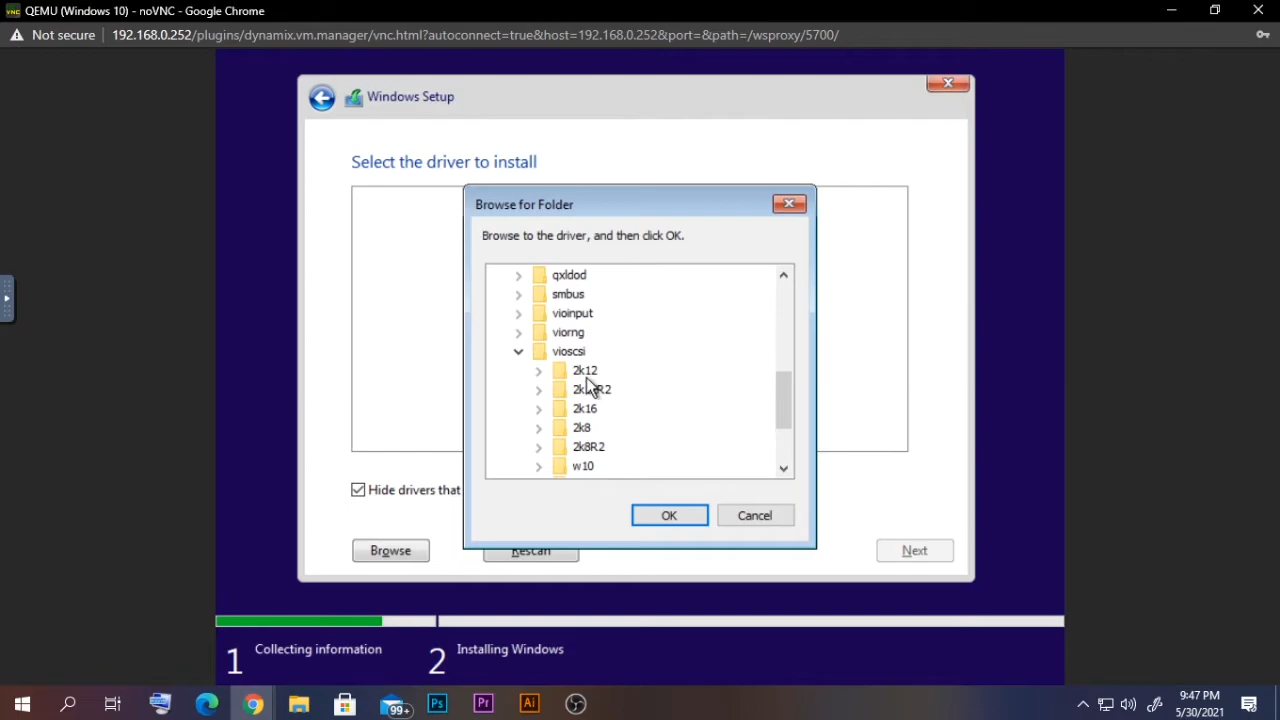 QEMU (Windows 10) - noVNC - Google Chrome
Not secure
192.168.0.252/plugins/dynamix.vm.manager/vnc.html?autoconnect=true&host=192.168.0.252&port=&path=/wsproxy/5700/
Windows Setup
Select the driver to install
Browse for Folder
Browse to the driver, and then click OK.
qxldod
smbus
vioinput
viorng
vioscsi
2k12
2k16
2k8
2k8R2
w10
OK
Cancel
Hide drivers that
Browse
Rescan
Next
1 Collecting information
2 Installing Windows
99+
Ps
Pr
Ai
9:47 PM
5/30/2021